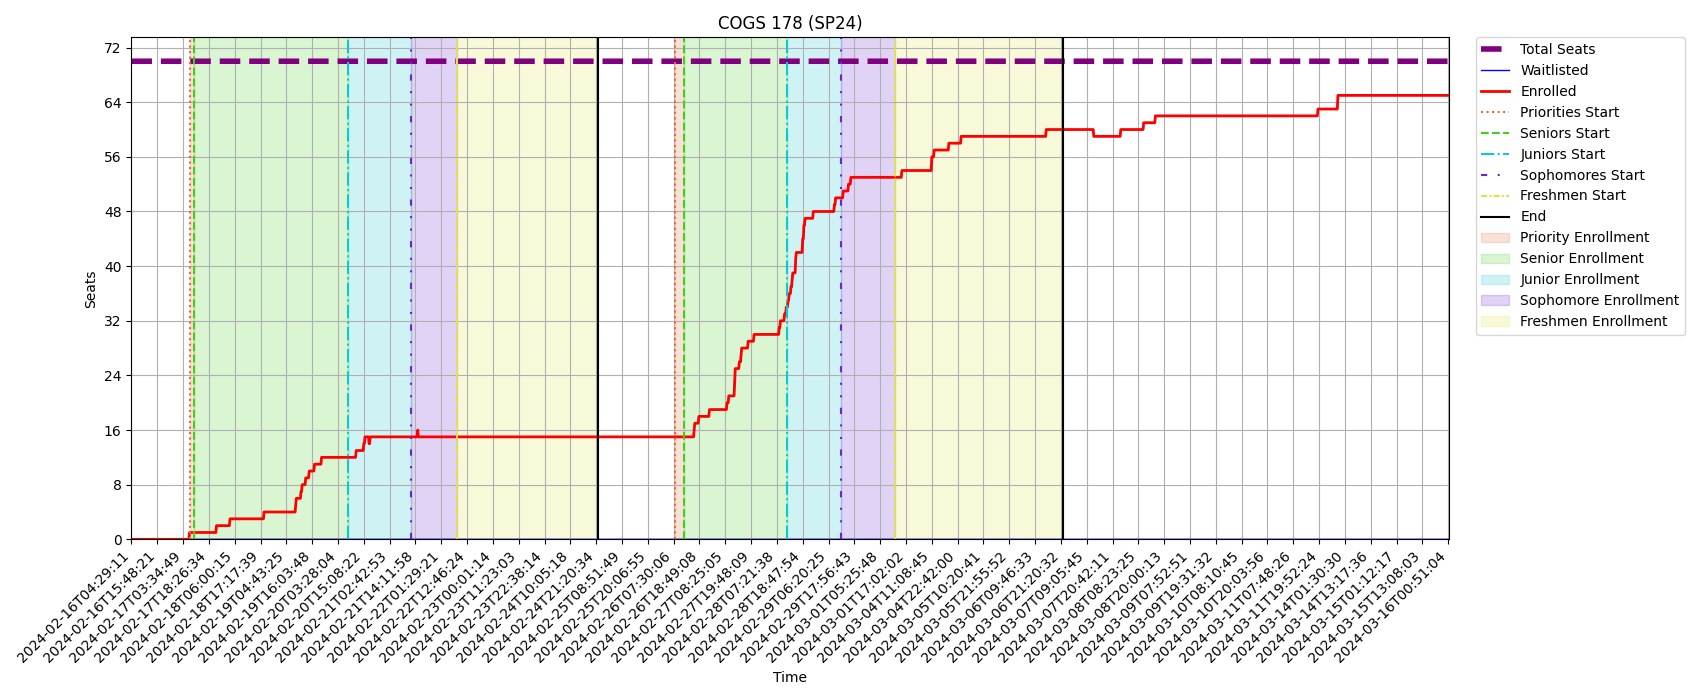 COGS 178 (SP24)
Seats
72
64
56
48
40
32
24
16
8
0
2024-02-16T04:29:11
2024-02-16T15:48:21
2024-02-17T03:34:49
2024-02-17T18:26:34
2024-02-18T06:00:15
2024-02-18T17:17:39
2024-02-19T04:43:25
2024-02-19T16:03:48
2024-02-20T03:28:04
2024-02-20T15:08:22
2024-02-21T02:42:53
2024-02-21T14:11:58
2024-02-22T01:29:21
2024-02-22T12:46:24
2024-02-23T00:01:14
2024-02-23T11:23:03
2024-02-23T22:38:14
2024-02-24T10:05:18
2024-02-24T21:20:34
2024-02-25T08:51:49
2024-02-25T20:06:55
2024-02-26T07:30:06
2024-02-26T18:49:08
2024-02-27T08:25:05
2024-02-27T19:48:09
2024-02-28T07:21:38
2024-02-28T18:47:54
2024-02-29T06:20:25
2024-02-29T17:56:43
2024-03-01T05:25:48
2024-03-01T17:02:02
2024-03-04T11:08:45
2024-03-04T22:42:00
2024-03-05T10:20:41
2024-03-05T21:55:52
2024-03-06T09:46:33
2024-03-06T21:20:32
2024-03-07T09:05:45
2024-03-07T20:42:11
2024-03-08T08:23:25
2024-03-08T20:00:13
2024-03-09T07:52:51
2024-03-09T19:31:32
2024-03-10T08:10:45
2024-03-10T20:03:56
2024-03-11T07:48:26
2024-03-11T19:52:24
2024-03-14T01:30:30
2024-03-14T13:17:36
2024-03-15T01:12:17
2024-03-15T13:08:03
2024-03-16T00:51:04
Time
Total Seats
Waitlisted
Enrolled
Priorities Start
Seniors Start
Juniors Start
Sophomores Start
Freshmen Start
End
Priority Enrollment
Senior Enrollment
Junior Enrollment
Sophomore Enrollment
Freshmen Enrollment